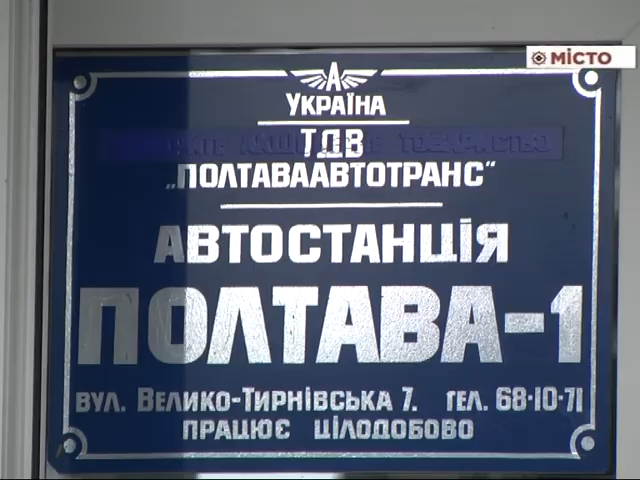 МІСТО
А
УКРАЇНА
ТДВ
„ПОЛТАВААВТОТРАНС"
АВТОСТАНЦІЯ
ПОЛТАВА-1
ВУЛ. ВЕЛИКО-ТИРНІВСЬКА 7. ТЕЛ. 68-10-71
ПРАЦЮЄ ЦІЛОДОБОВО